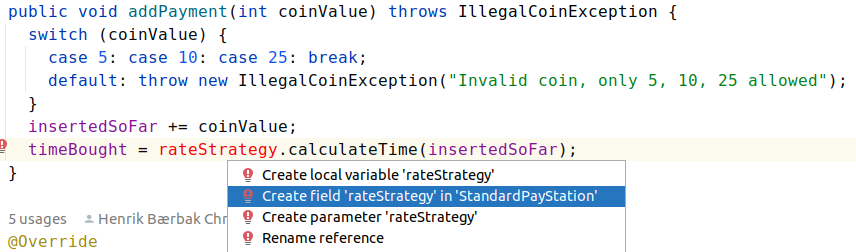 public void addPayment(int coinValue) throws IllegalCoinException {
switch (coinValue) {
case 5: case 10: case 25: break;
default: throw new IllegalCoinException("Invalid coin, only 5, 10, 25 allowed");
}
insertedSoFar += coinValue;
timeBought = rateStrategy.calculateTime(insertedSoFar);
}
Create local variable 'rateStrategy'
Create field 'rateStrategy' in 'StandardPayStation'
Create parameter 'rateStrategy'
Rename reference
5 usages Henrik Bærbak Chr
@Override